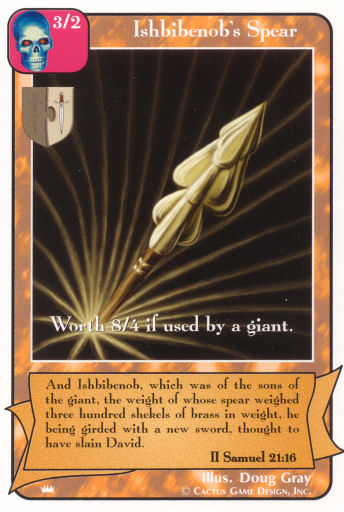 3/2
Ishbibenob's Spear
Worth 8/4 if used by a giant.
And Ishbibenob, which was of the sons of
the giant, the weight of whose spear weighed
three hundred shekels of brass in weight, he
being girded with a new sword, thought to
have slain David.
II Samuel 21:16
Illus. Doug Gray
© Cactus Game Design, Inc.